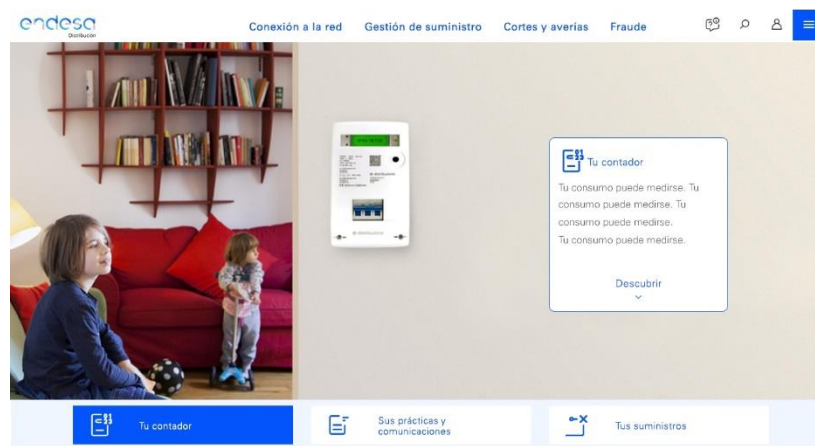 endesa
Distribución
Conexión a la red
Gestión de suministro
Cortes y averías
Fraude
Tu contador
Tu consumo puede medirse. Tu
consumo puede medirse. Tu
consumo puede medirse.
Tu consumo puede medirse.
Descubrir
Tu contador
Sus prácticas y
comunicaciones
Tus suministros